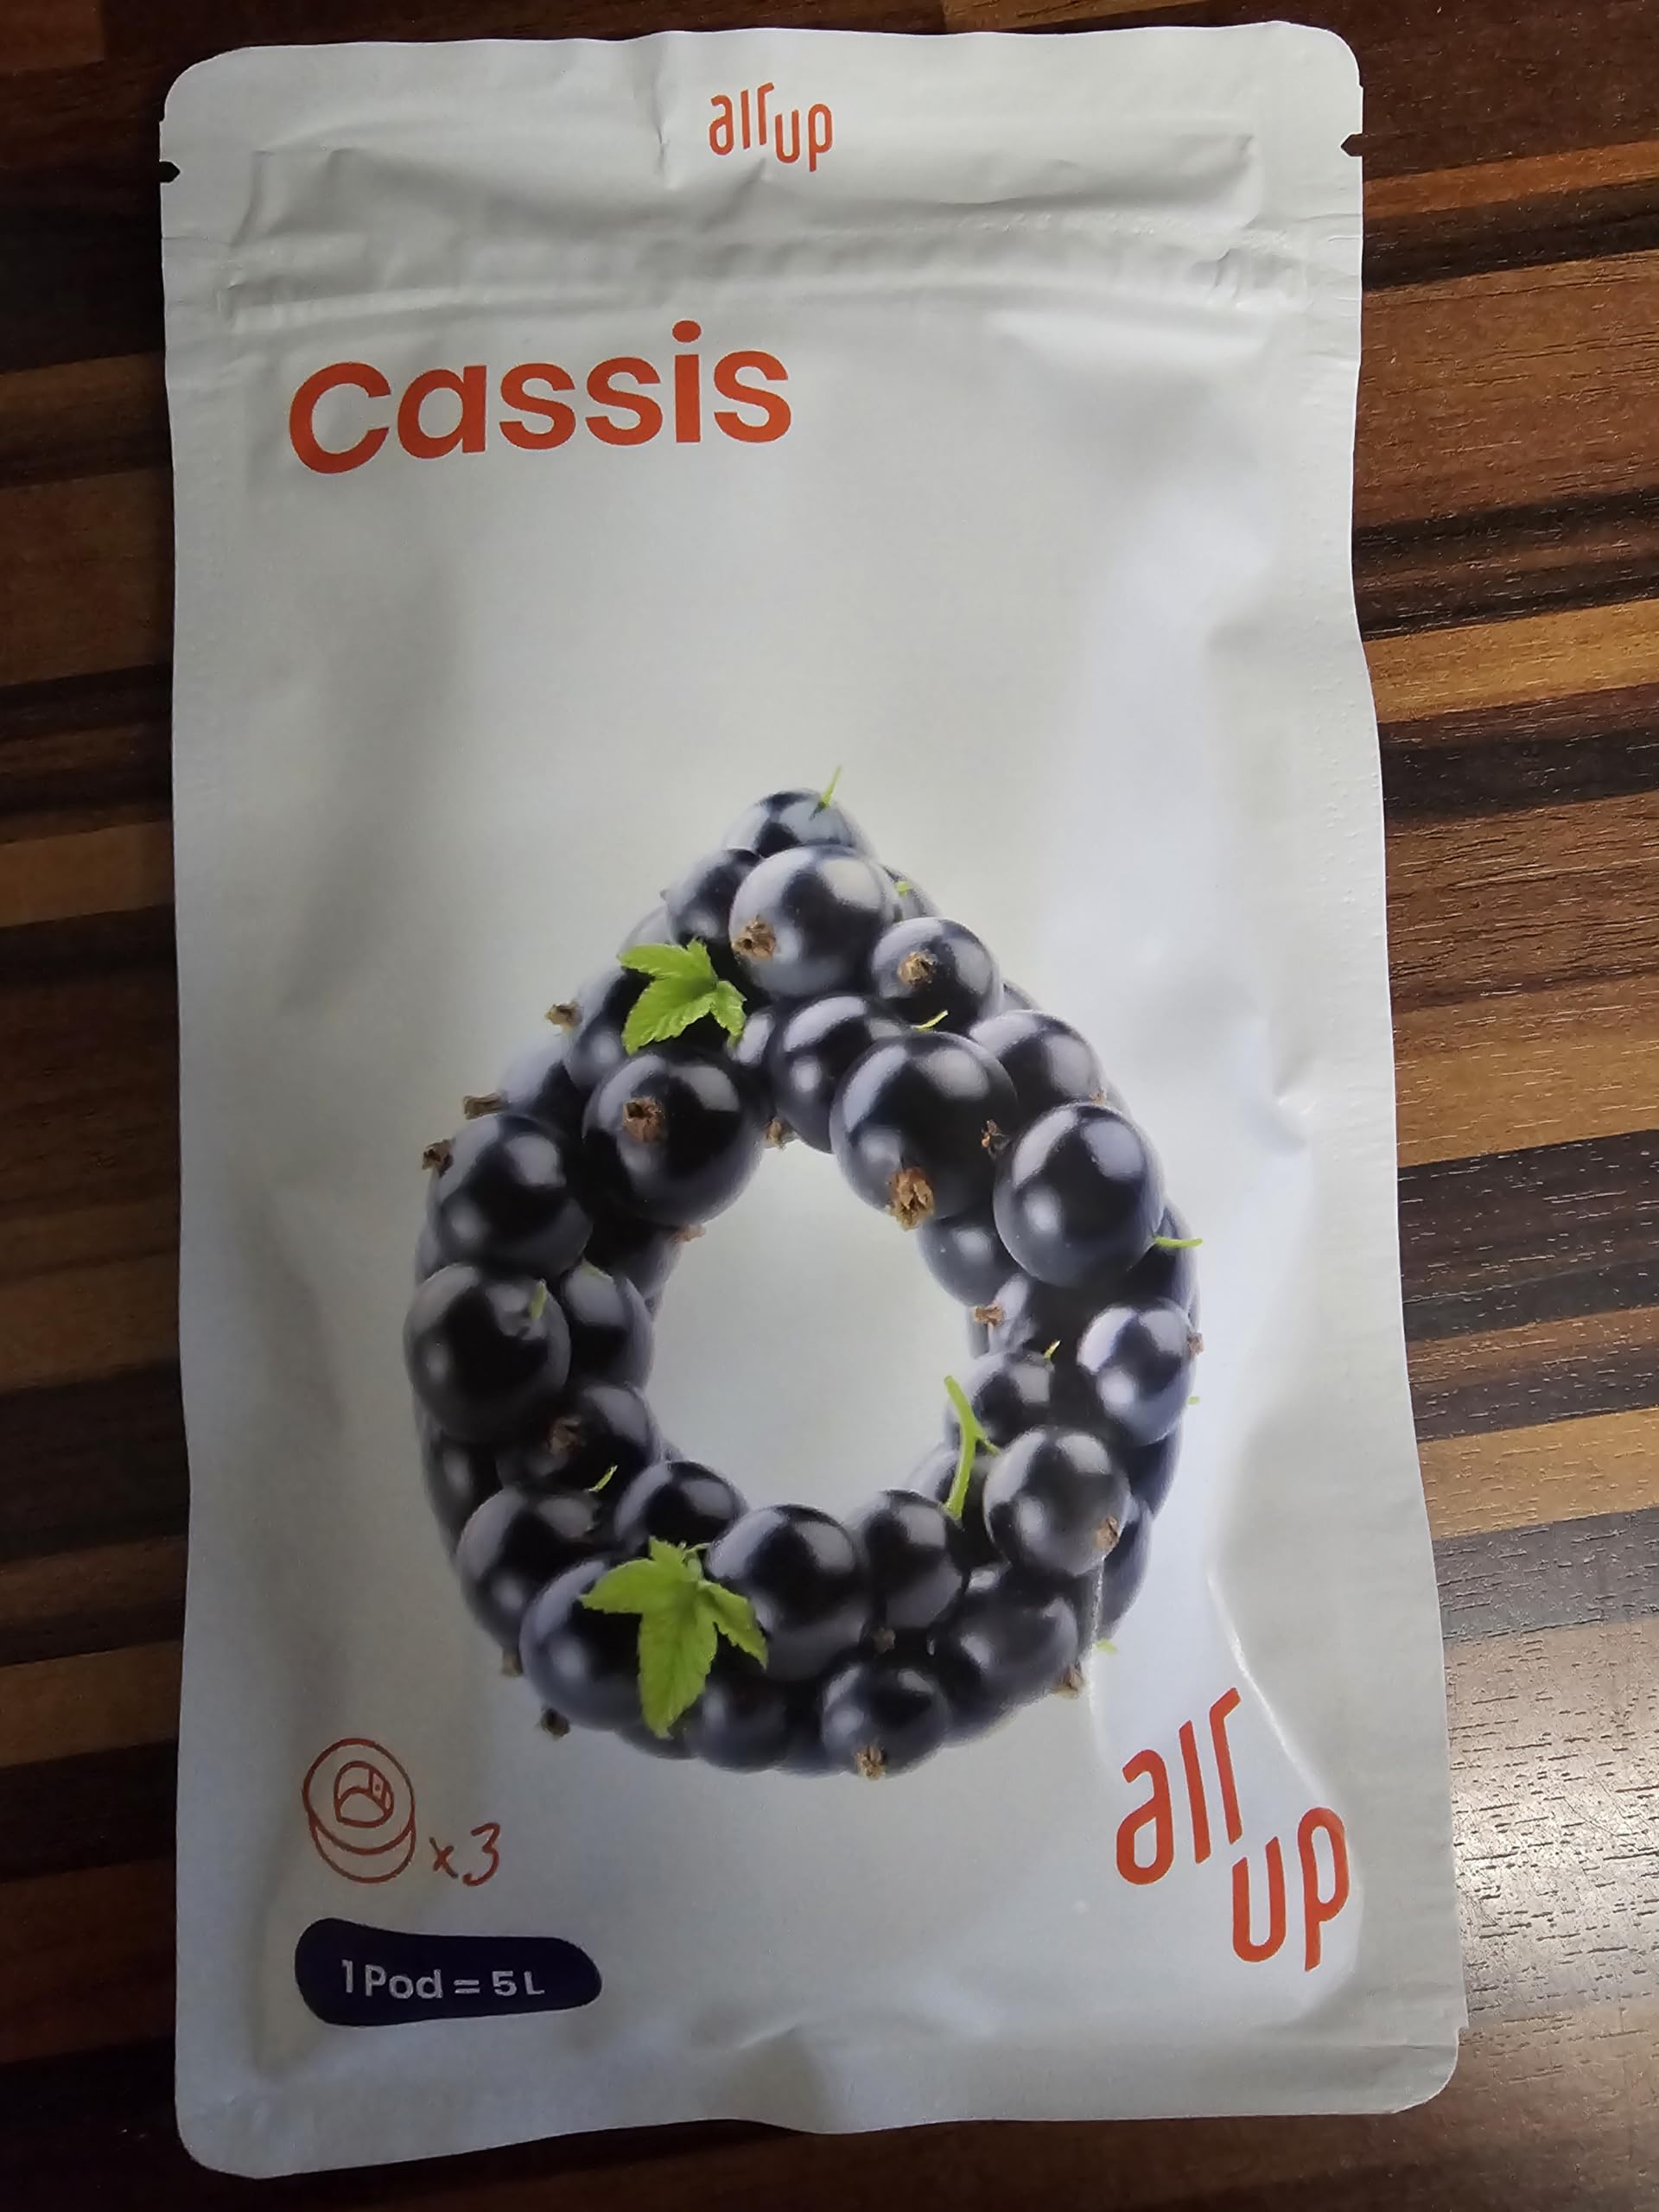 air up
Cassis
x3
1 Pod = 5 L
air
up